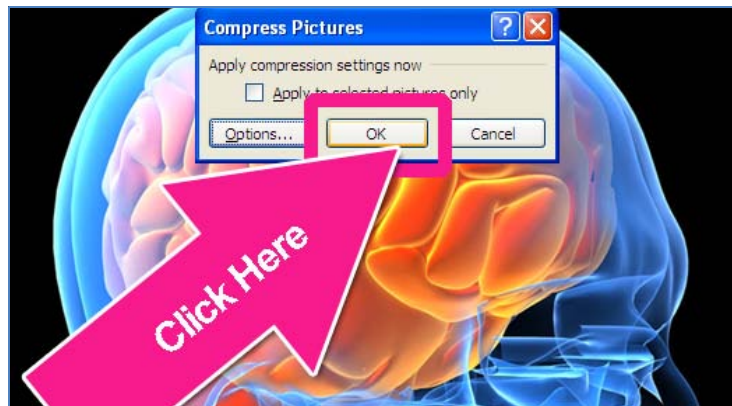 Compress Pictures
Apply compression settings now
Apply to selected pictures only
Options... OK Cancel
Click Here